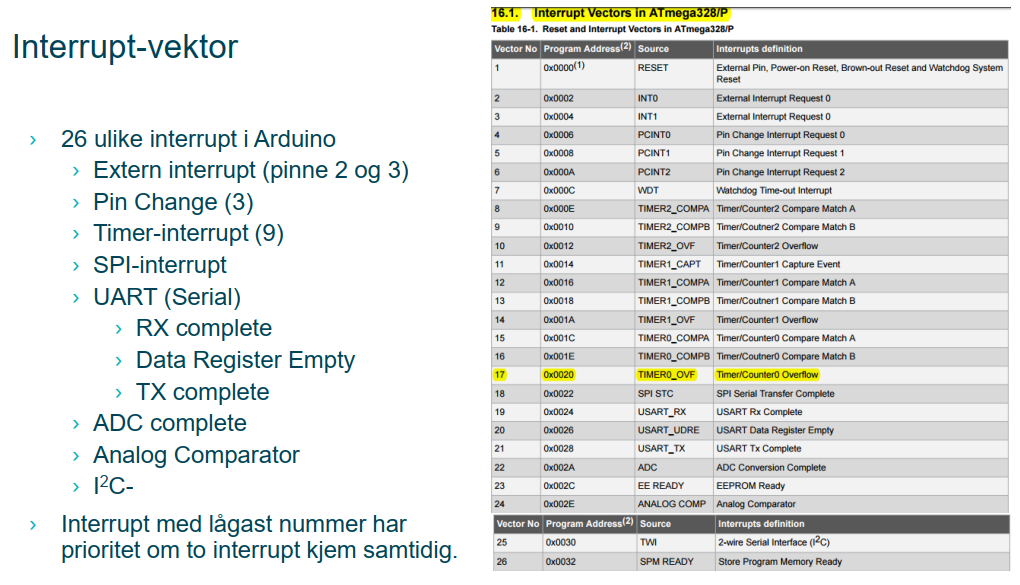 Interrupt-vektor
› 26 ulike interrupt i Arduino
› Extern interrupt (pinne 2 og 3)
› Pin Change (3)
› Timer-interrupt (9)
› SPI-interrupt
› UART (Serial)
› RX complete
› Data Register Empty
› TX complete
› ADC complete
› Analog Comparator
› I²C-
› Interrupt med lågast nummer har
prioritet om to interrupt kjem samtidig.
16.1. Interrupt Vectors in ATmega328/P
Table 16-1. Reset and Interrupt Vectors in ATmega328/P
Vector No Program Address(2) Source Interrupts definition
1 0x0000(1) RESET External Pin, Power-on Reset, Brown-out Reset and Watchdog System
Reset
2 0x0002 INT0 External Interrupt Request 0
3 0x0004 INT1 External Interrupt Request 0
4 0x0006 PCINT0 Pin Change Interrupt Request 0
5 0x0008 PCINT1 Pin Change Interrupt Request 1
6 0x000A PCINT2 Pin Change Interrupt Request 2
7 0x000C WDT Watchdog Time-out Interrupt
8 0x000E TIMER2_COMPA Timer/Counter2 Compare Match A
9 0x0010 TIMER2_COMPB Timer/Coutner2 Compare Match B
10 0x0012 TIMER2_OVF Timer/Counter2 Overflow
11 0x0014 TIMER1_CAPT Timer/Counter1 Capture Event
12 0x0016 TIMER1_COMPA Timer/Counter1 Compare Match A
13 0x0018 TIMER1_COMPB Timer/Coutner1 Compare Match B
14 0x001A TIMER1_OVF Timer/Counter1 Overflow
15 0x001C TIMER0_COMPA Timer/Counter0 Compare Match A
16 0x001E TIMER0_COMPB Timer/Coutner0 Compare Match B
17 0x0020 TIMER0_OVF Timer/Counter0 Overflow
18 0x0022 SPI STC SPI Serial Transfer Complete
19 0x0024 USART_RX USART Rx Complete
20 0x0026 USART_UDRE USART Data Register Empty
21 0x0028 USART_TX USART Tx Complete
22 0x002A ADC ADC Conversion Complete
23 0x002C EE READY EEPROM Ready
24 0x002E ANALOG COMP Analog Comparator
Vector No Program Address(2) Source Interrupts definition
25 0x0030 TWI 2-wire Serial Interface (I²C)
26 0x0032 SPM READY Store Program Memory Ready